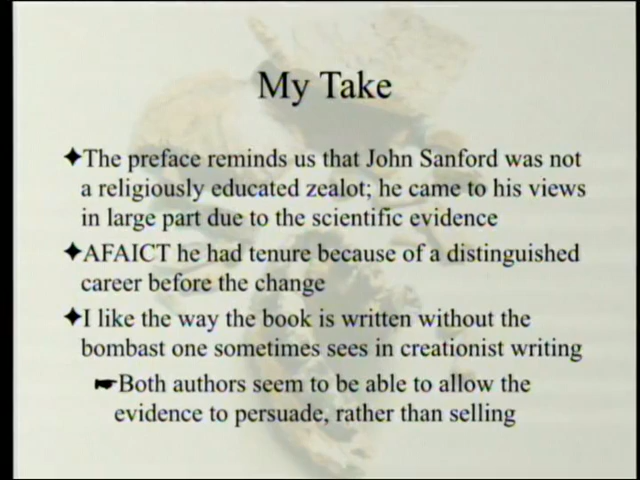 My Take
✦The preface reminds us that John Sanford was not
a religiously educated zealot; he came to his views
in large part due to the scientific evidence
✦AFAICT he had tenure because of a distinguished
career before the change
✦I like the way the book is written without the
bombast one sometimes sees in creationist writing
☛Both authors seem to be able to allow the
evidence to persuade, rather than selling